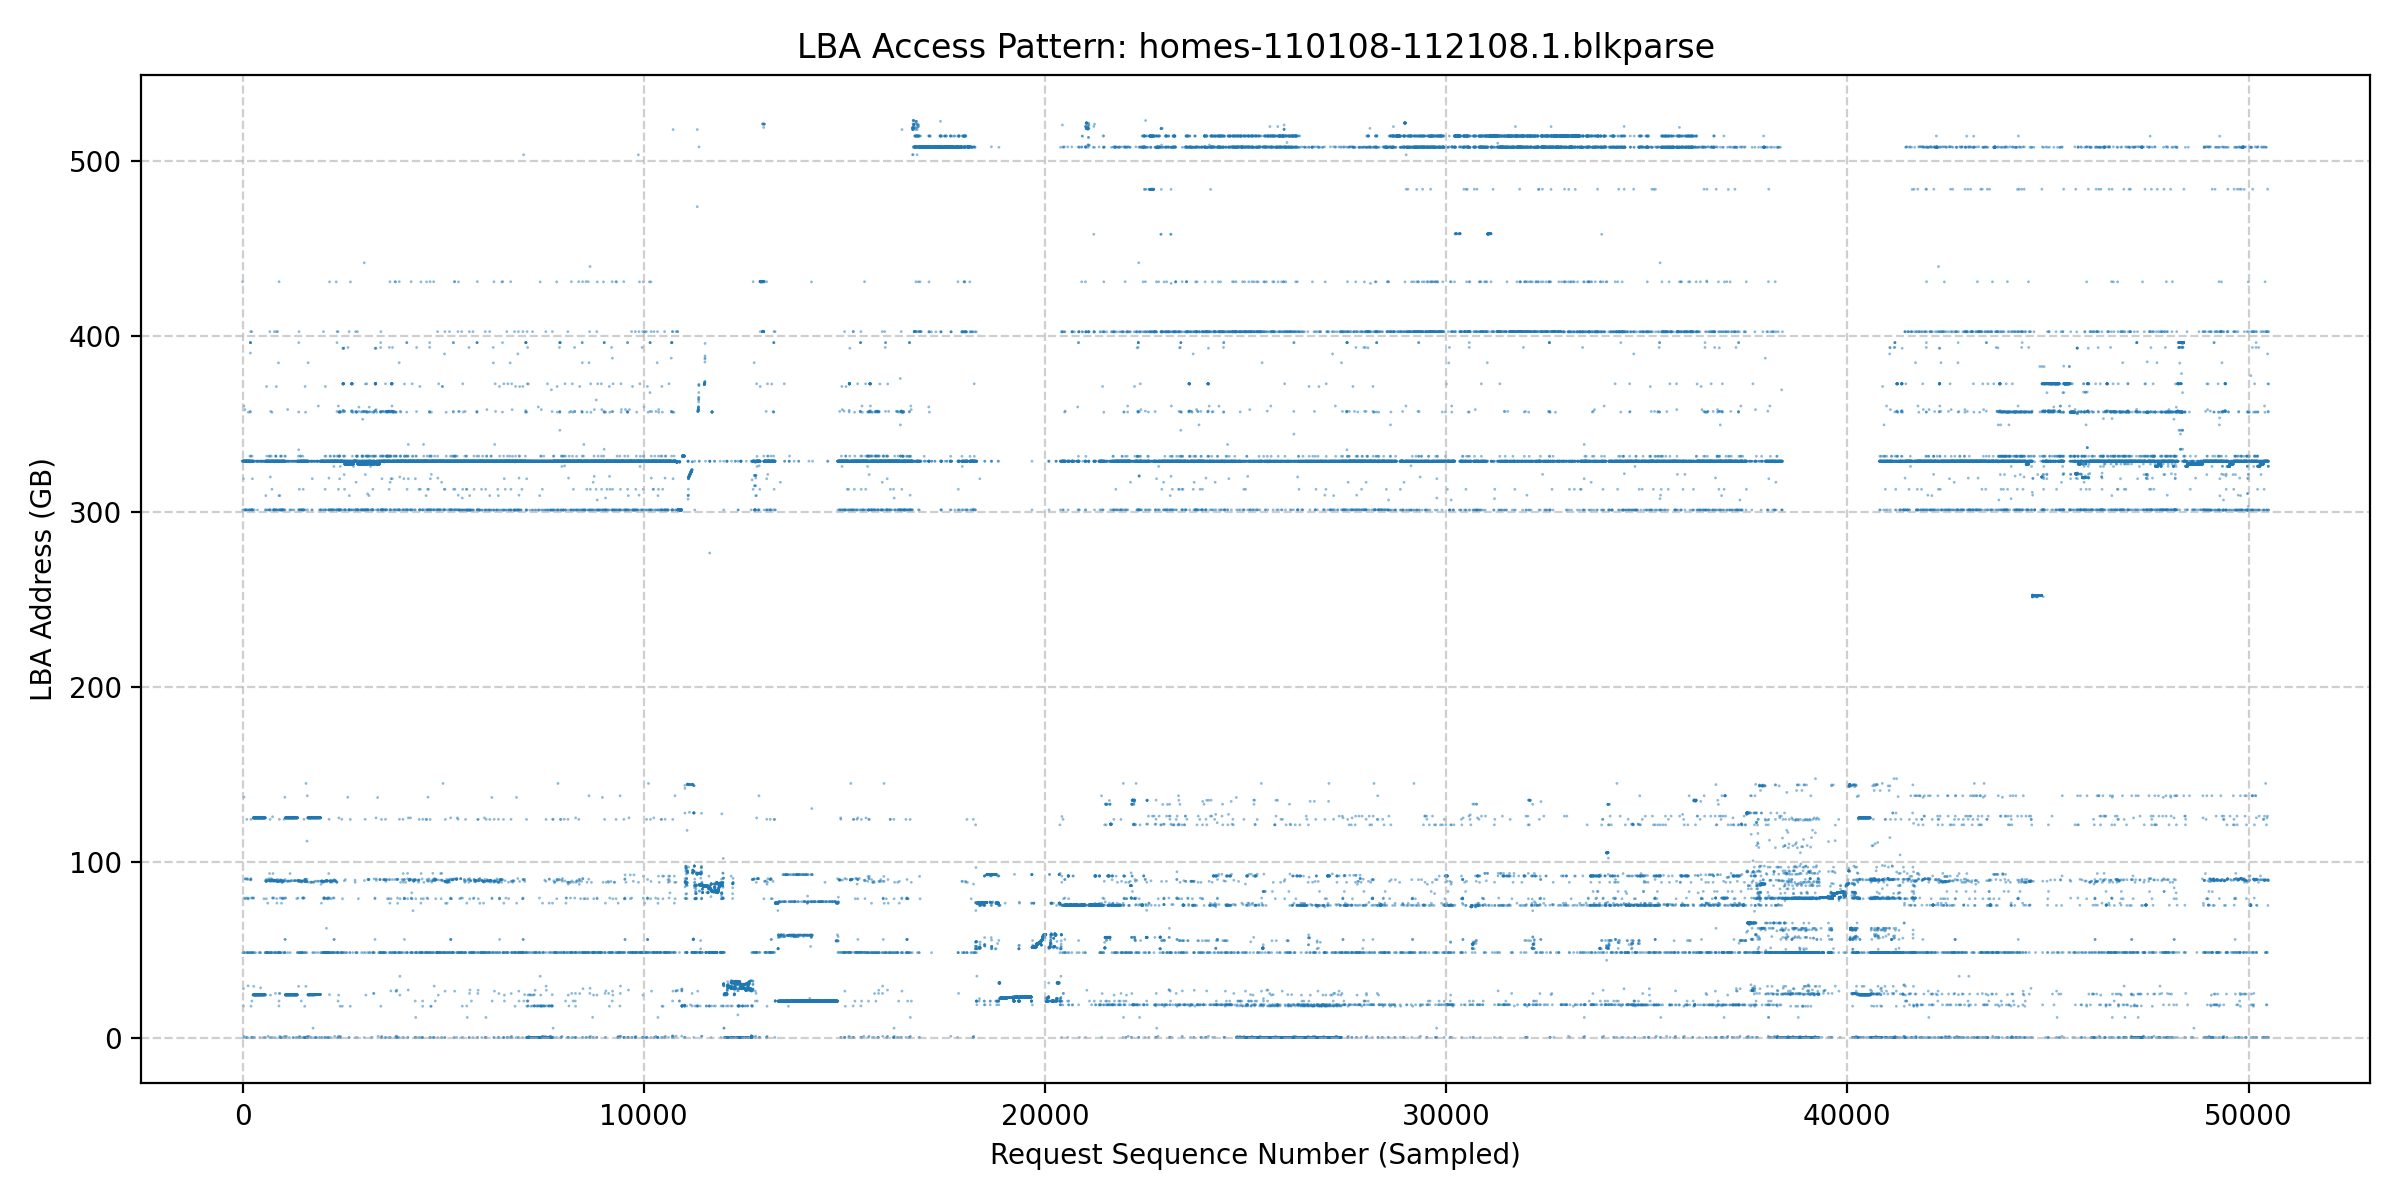 LBA Access Pattern: homes-110108-112108.1.blkparse
LBA Address (GB)
500
400
300
200
100
0
0 10000 20000 30000 40000 50000
Request Sequence Number (Sampled)